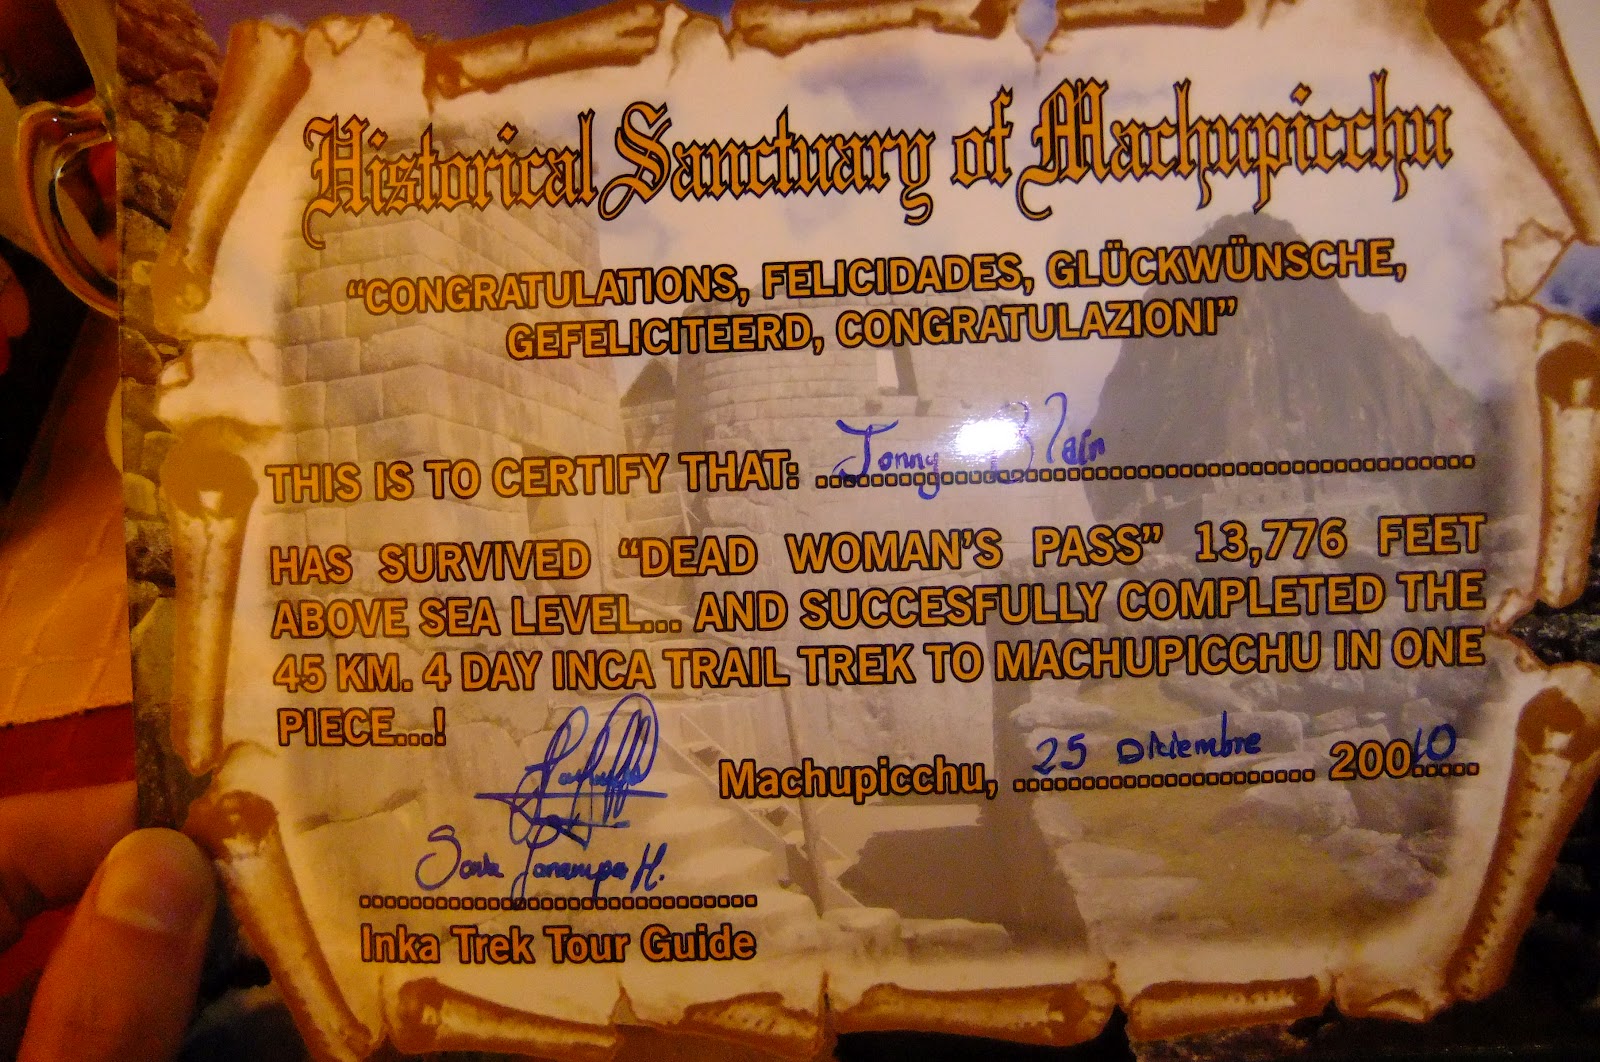 Historical Sanctuary of Machupicchu
“CONGRATULATIONS, FELICIDADES, GLÜCKWÜNSCHE,
GEFELICITEERD, CONGRATULAZIONI”
THIS IS TO CERTIFY THAT: Jonny Blain
HAS SURVIVED “DEAD WOMAN’S PASS” 13,776 FEET
ABOVE SEA LEVEL... AND SUCCESFULLY COMPLETED THE
45 KM. 4 DAY INCA TRAIL TREK TO MACHUPICCHU IN ONE
PIECE...!
Machupicchu, 25 Diciembre 20010
H.
Inka Trek Tour Guide